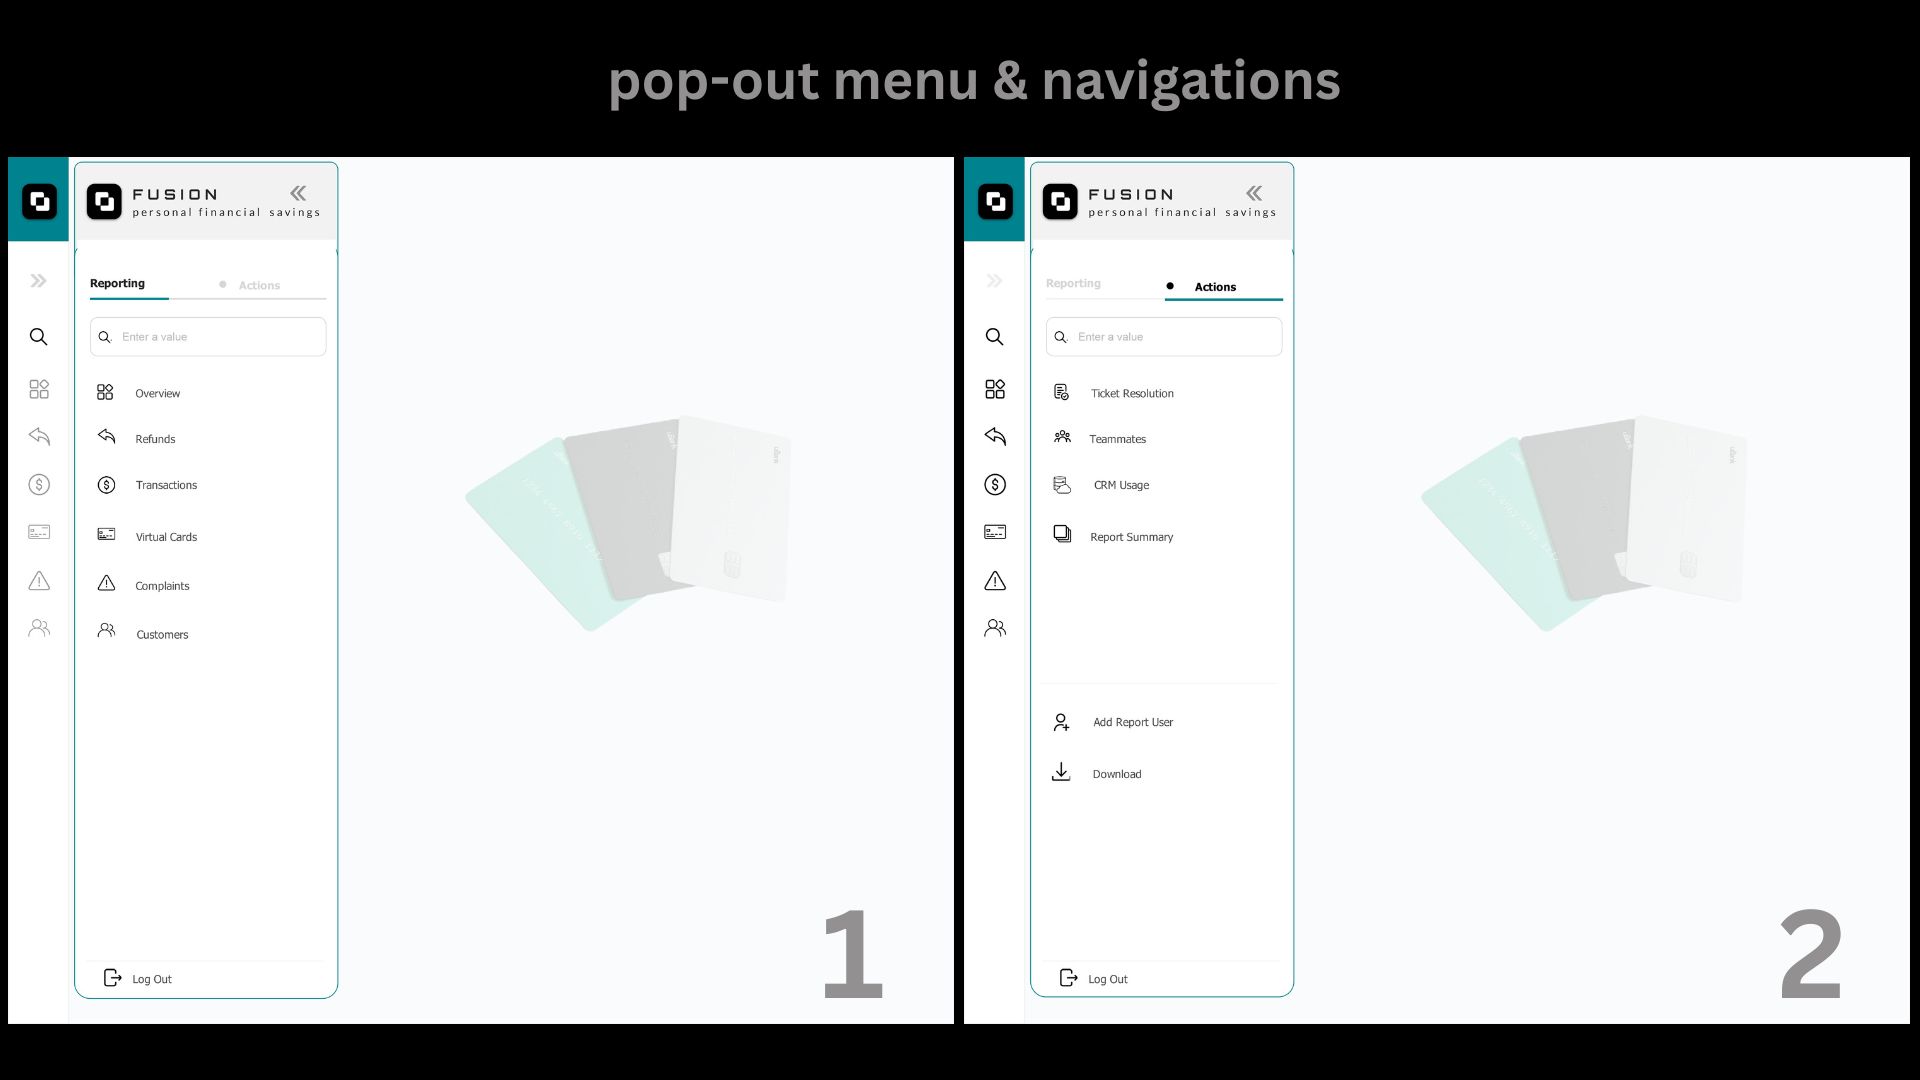 pop-out menu & navigations
FUSION
personal financial savings
Reporting
Actions
Enter a value
Overview
Refunds
Transactions
Virtual Cards
Complaints
Customers
Log Out
1
FUSION
personal financial savings
Reporting
Actions
Enter a value
Ticket Resolution
Teammates
CRM Usage
Report Summary
Add Report User
Download
Log Out
2